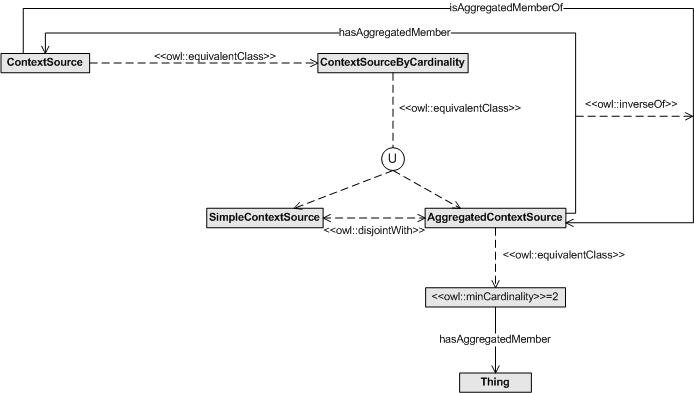 isAggregatedMemberOf
hasAggregatedMember
ContextSource
<<owl::equivalentClass>>
ContextSourceByCardinality
<<owl::equivalentClass>>
<<owl::inverseOf>>
U
SimpleContextSource
AggregatedContextSource
<<owl::disjointWith>>
<<owl::equivalentClass>>
<<owl::minCardinality>>=2
hasAggregatedMember
Thing